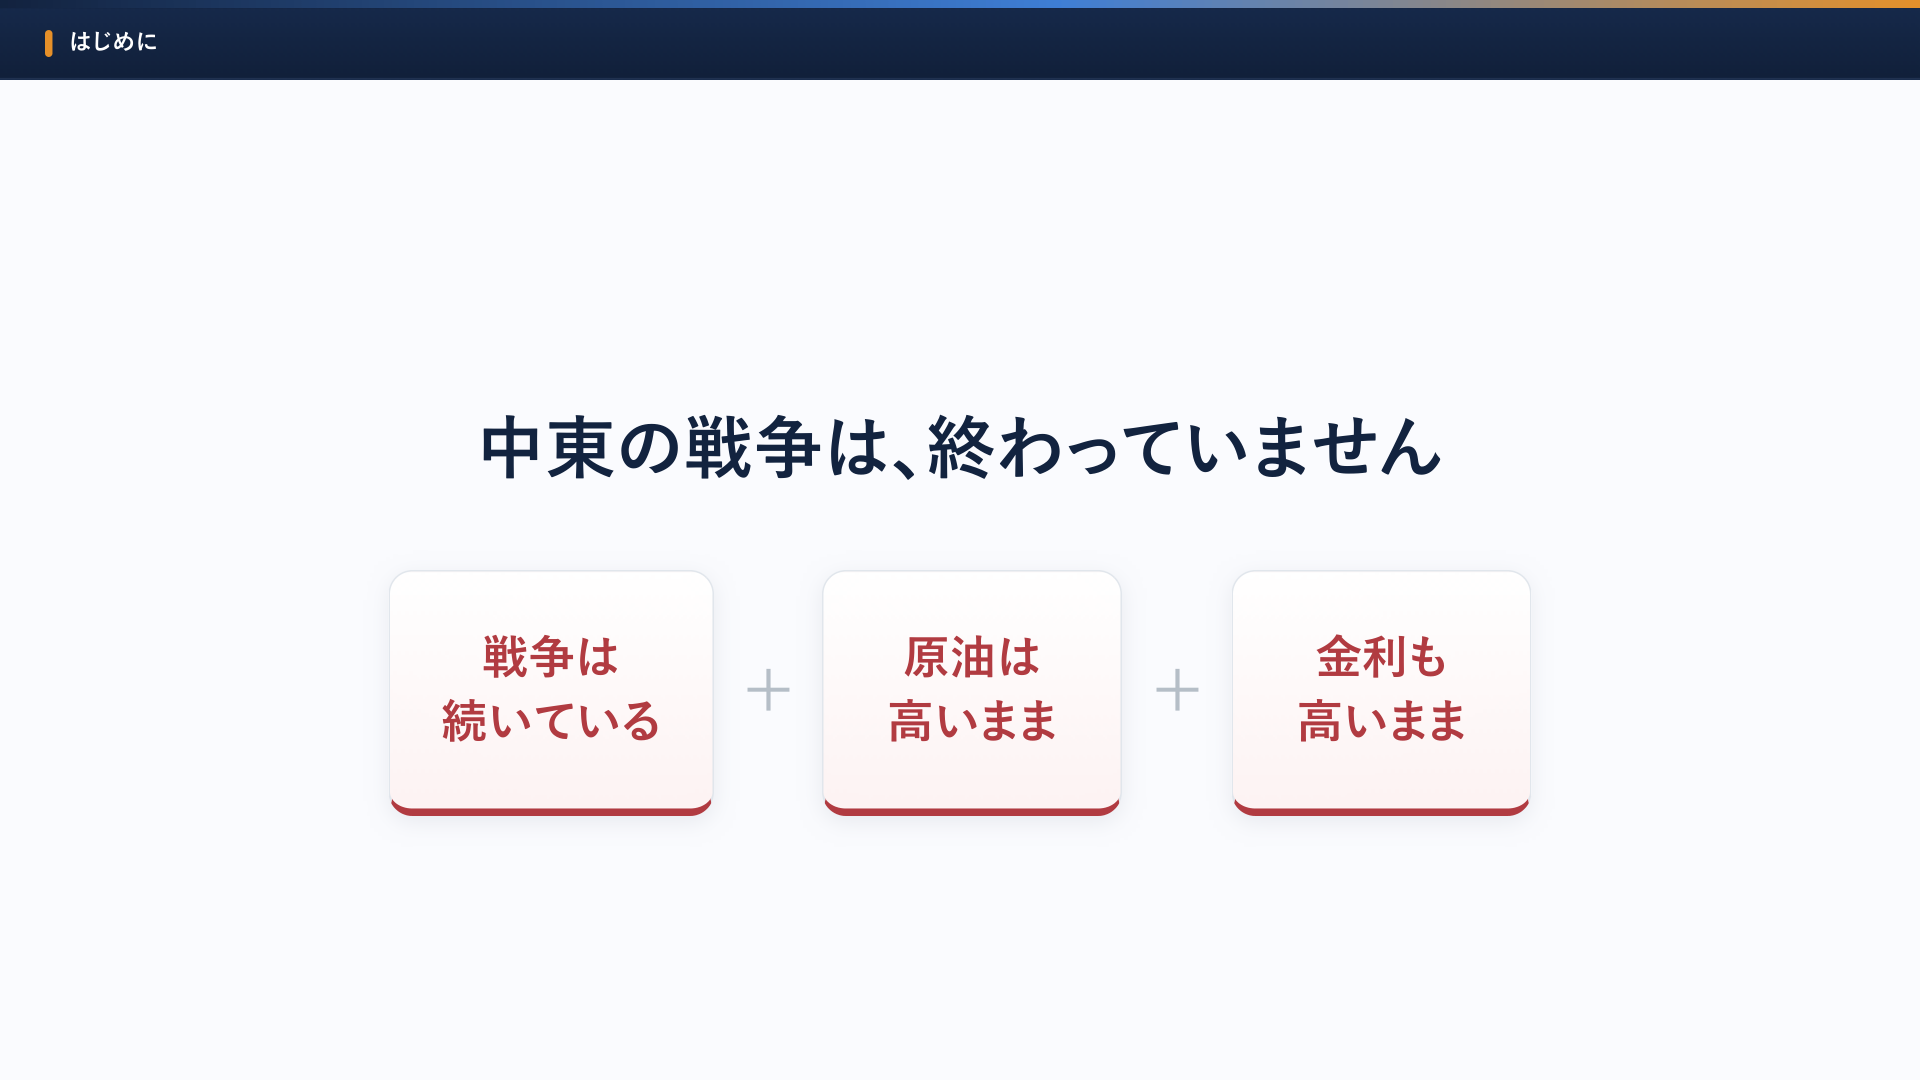 はじめに
中東の戦争は、終わっていません
戦争は
続いている
+
原油は
高いまま
+
金利も
高いまま